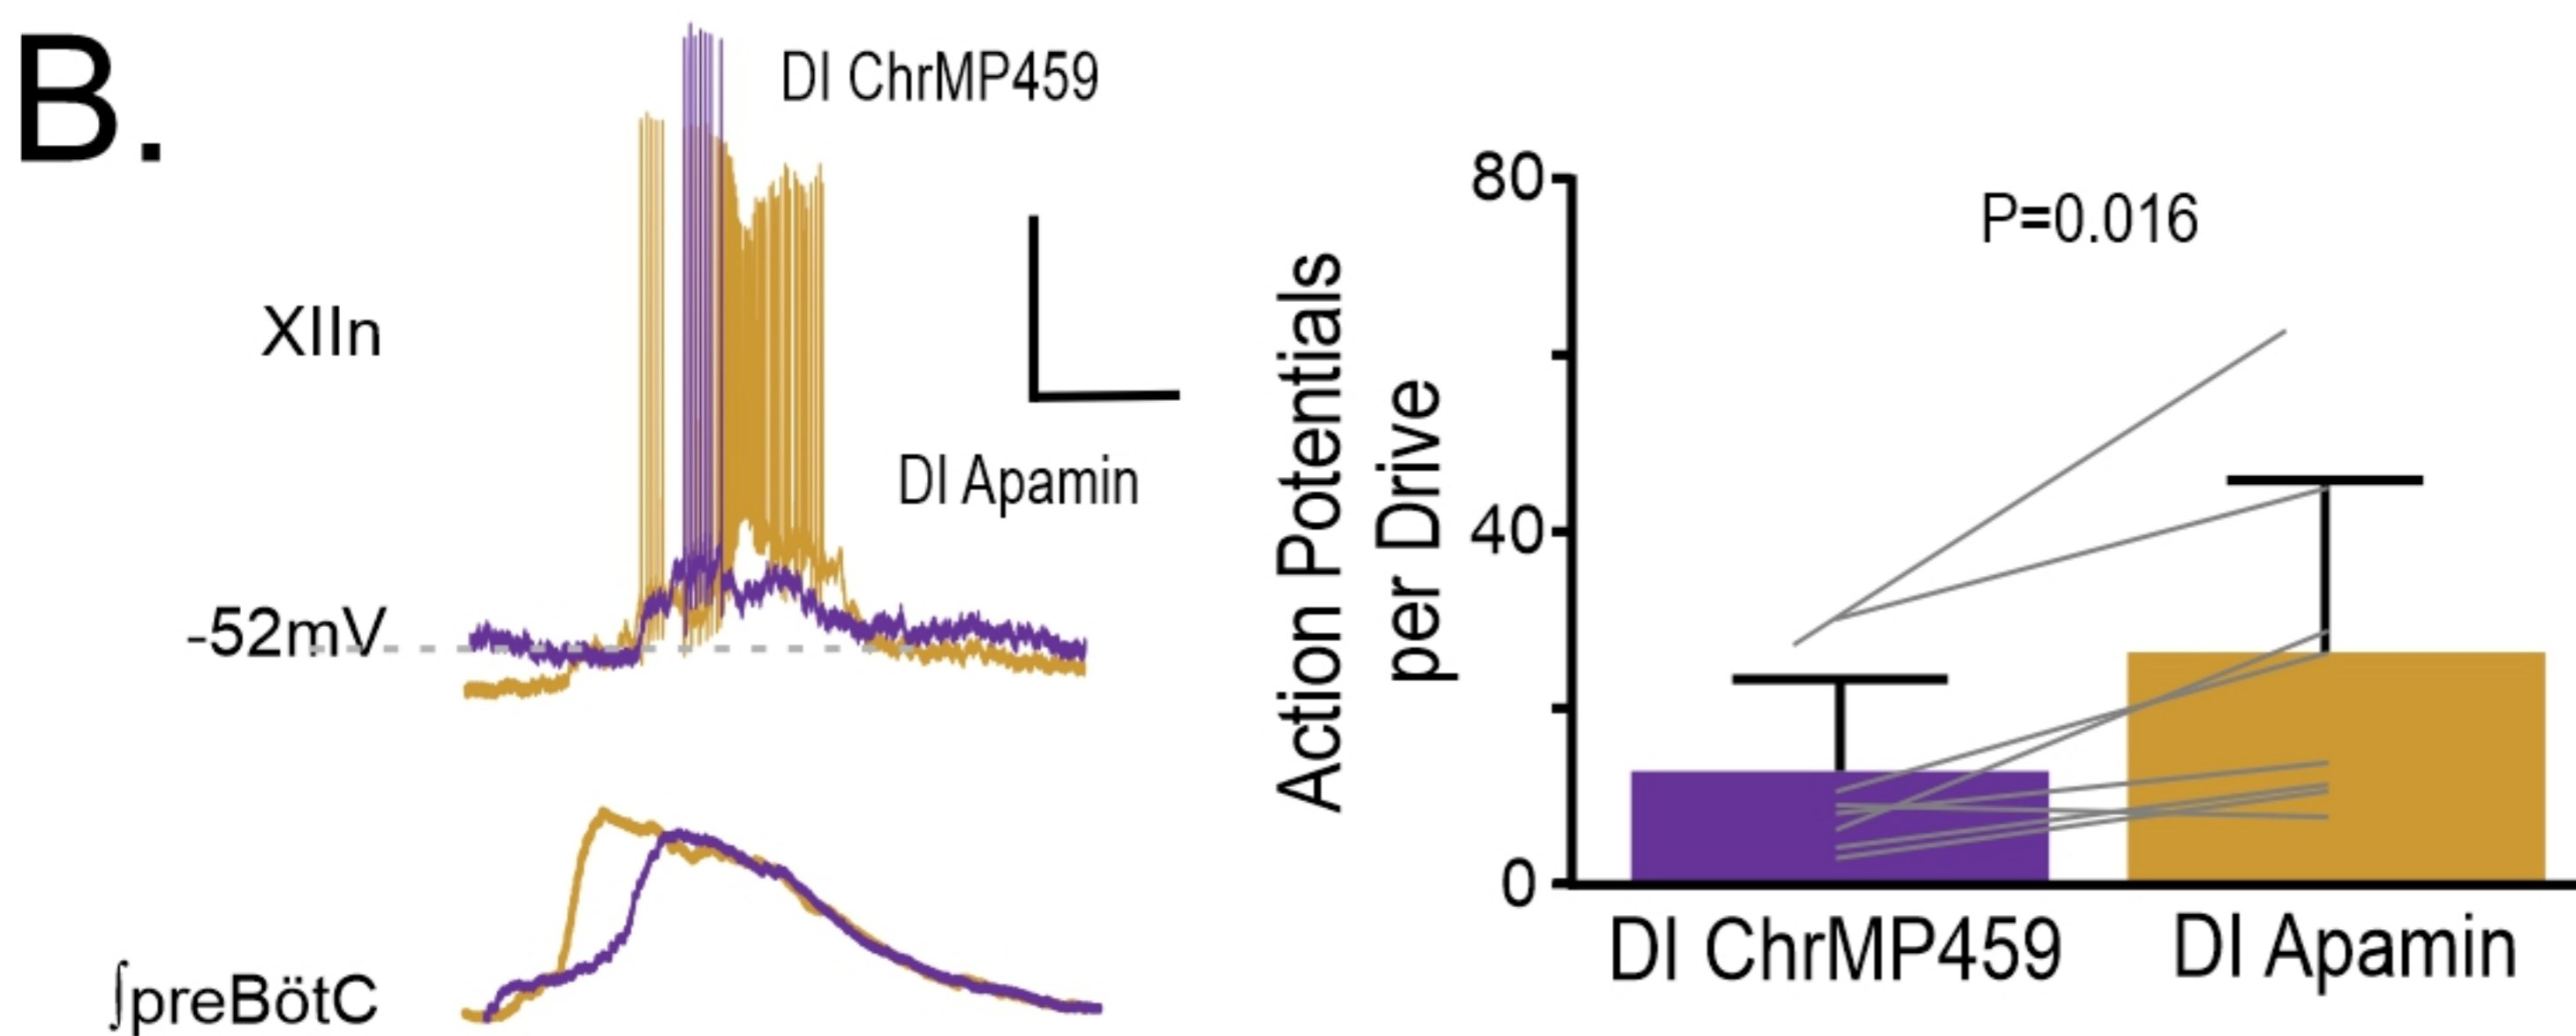 B.
DI ChrMP459
XIIn
DI Apamin
-52mV
∫preBötC
Action Potentials
per Drive
80
40
0
P=0.016
DI ChrMP459
DI Apamin